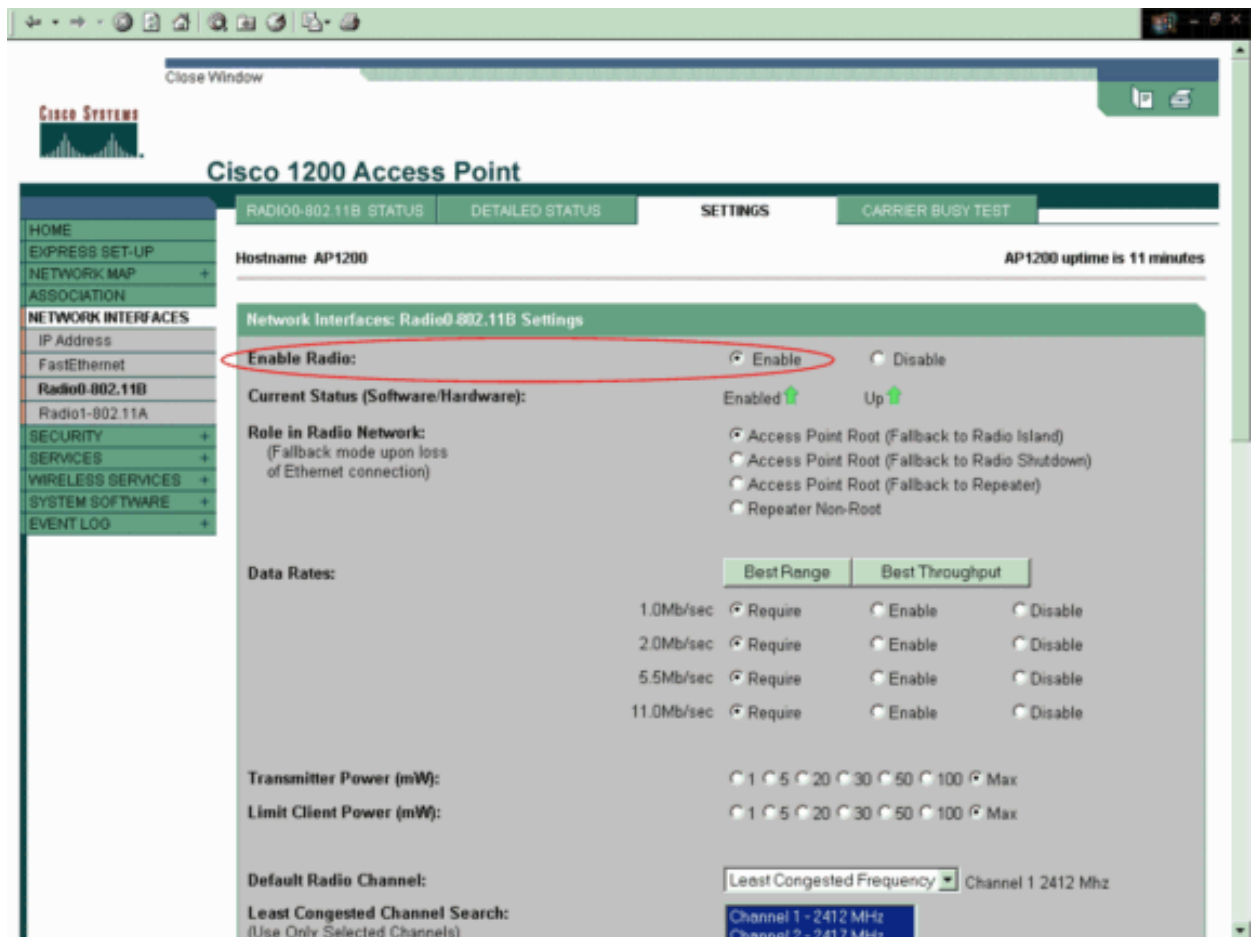 Close Window
CISCO SYSTEMS
Cisco 1200 Access Point
RADIO0-802.11B STATUS DETAILED STATUS SETTINGS CARRIER BUSY TEST
HOME
EXPRESS SET-UP
NETWORK MAP +
ASSOCIATION
NETWORK INTERFACES
IP Address
FastEthernet
Radio0-802.11B
Radio1-802.11A
SECURITY +
SERVICES +
WIRELESS SERVICES +
SYSTEM SOFTWARE +
EVENT LOG +
Hostname AP1200 AP1200 uptime is 11 minutes
Network Interfaces: Radio0-802.11B Settings
Enable Radio: Enable Disable
Current Status (Software/Hardware): Enabled Up
Role in Radio Network:
(Fallback mode upon loss
of Ethernet connection)
Access Point Root (Fallback to Radio Island)
Access Point Root (Fallback to Radio Shutdown)
Access Point Root (Fallback to Repeater)
Repeater Non-Root
Data Rates: Best Range Best Throughput
1.0Mb/sec Require Enable Disable
2.0Mb/sec Require Enable Disable
5.5Mb/sec Require Enable Disable
11.0Mb/sec Require Enable Disable
Transmitter Power (mW): 1 5 20 30 50 100 Max
Limit Client Power (mW): 1 5 20 30 50 100 Max
Default Radio Channel: Least Congested Frequency Channel 1 2412 Mhz
Least Congested Channel Search:
(Use Only Selected Channels)
Channel 1 - 2412 MHz
Channel 2 - 2417 MHz